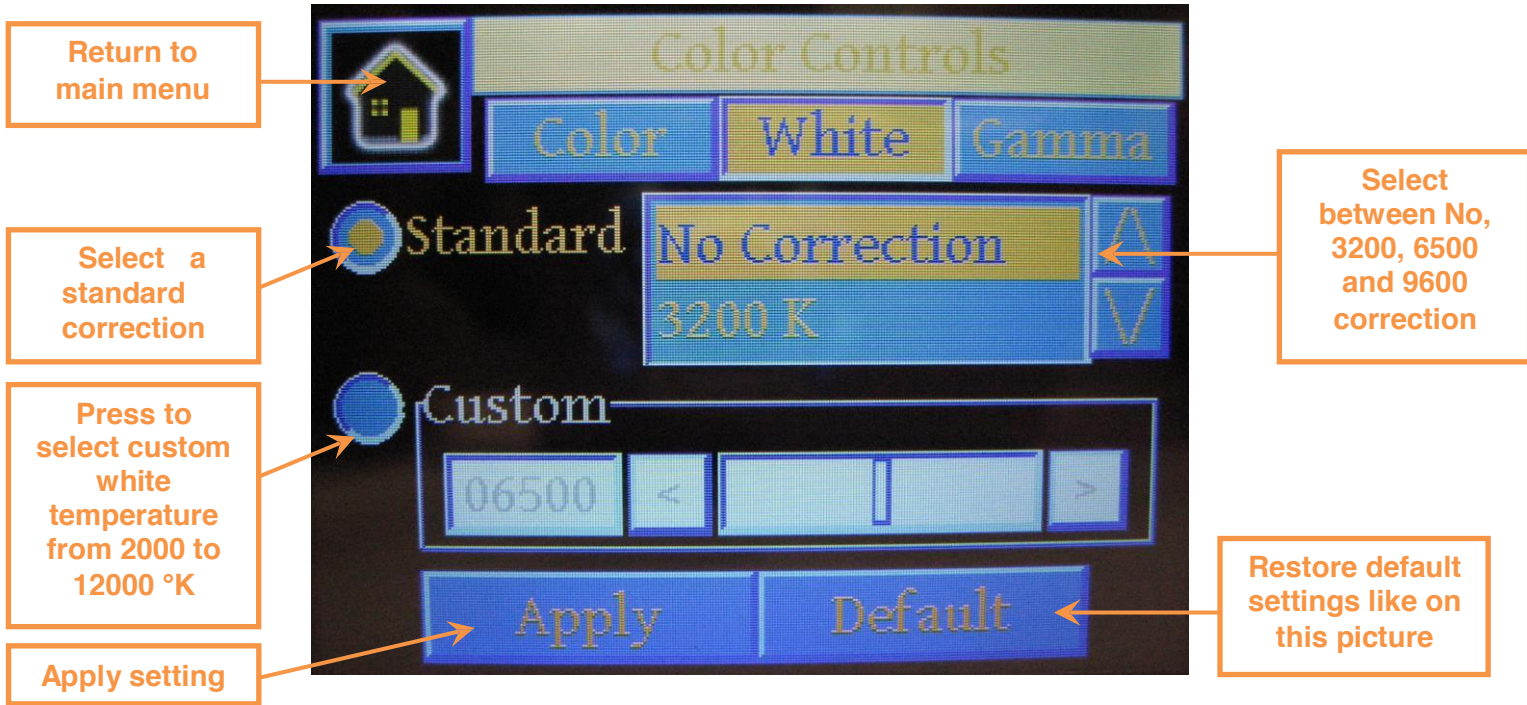 Return to
main menu
Color Controls
Color White Gamma
Select
between No,
3200, 6500
and 9600
correction
Select a
standard
correction
Standard
No Correction
3200 K
Press to
select custom
white
temperature
from 2000 to
12000 °K
Custom
06500 < >
Restore default
settings like on
this picture
Apply Default
Apply setting